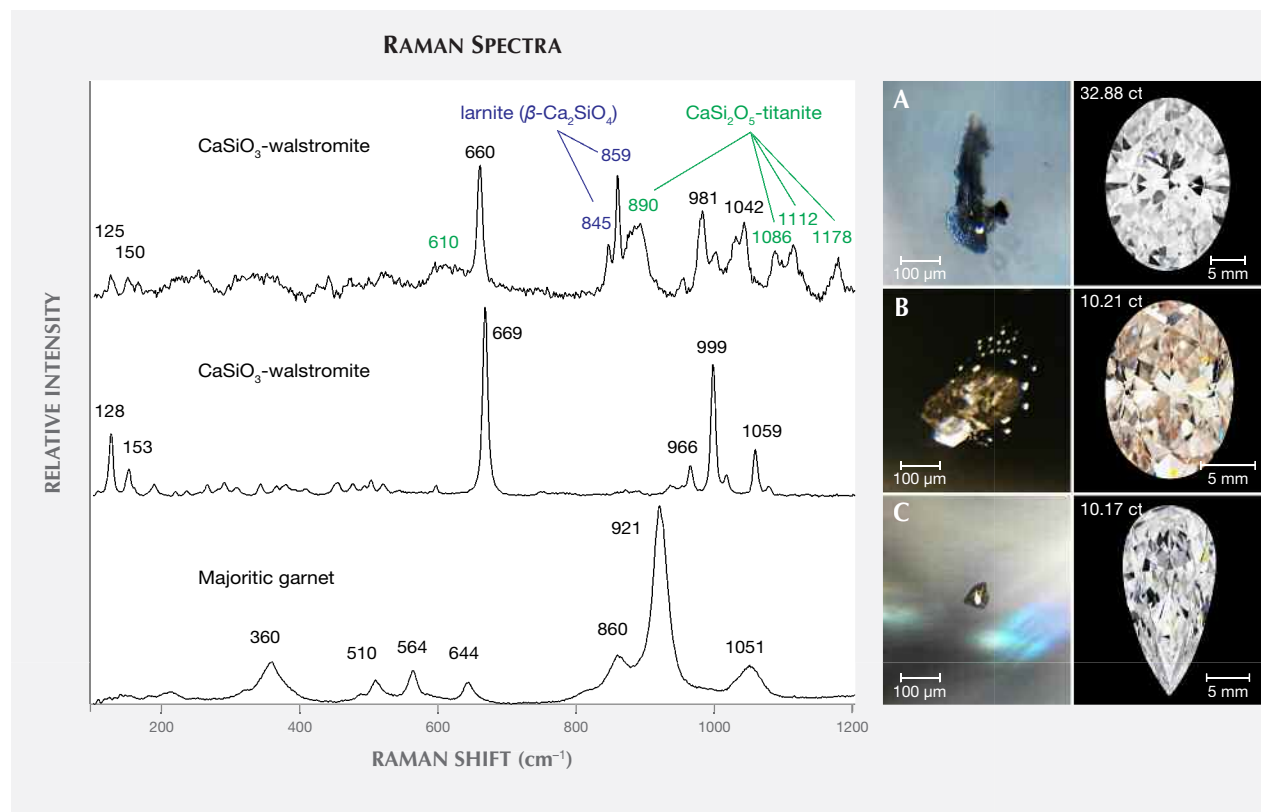 RAMAN SPECTRA
RELATIVE INTENSITY
CaSiO₃-walstromite
larnite (β-Ca₂SiO₄)
CaSi₂O₅-titanite
125
150
610
660
845
859
890
981
1042
1086
1112
1178
CaSiO₃-walstromite
128
153
669
966
999
1059
Majoritic garnet
360
510
564
644
860
921
1051
200 400 600 800 1000 1200
RAMAN SHIFT (cm⁻¹)
A
100 µm
32.88 ct
5 mm
B
100 µm
10.21 ct
5 mm
C
100 µm
10.17 ct
5 mm